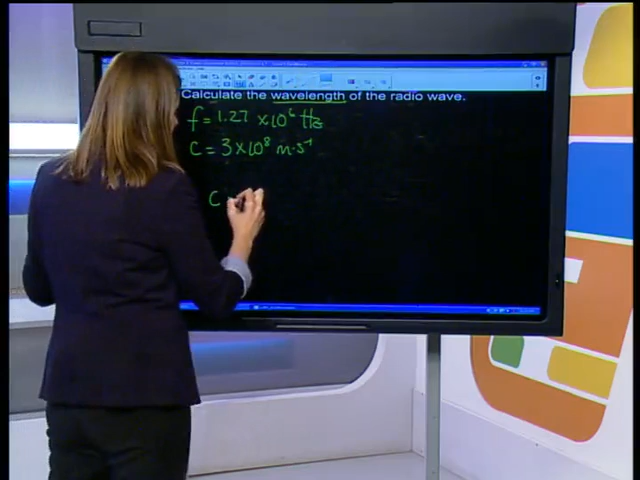 Calculate the wavelength of the radio wave.
f = 1.27 × 10⁶ Hz
c = 3 × 10⁸ m·s⁻¹
c